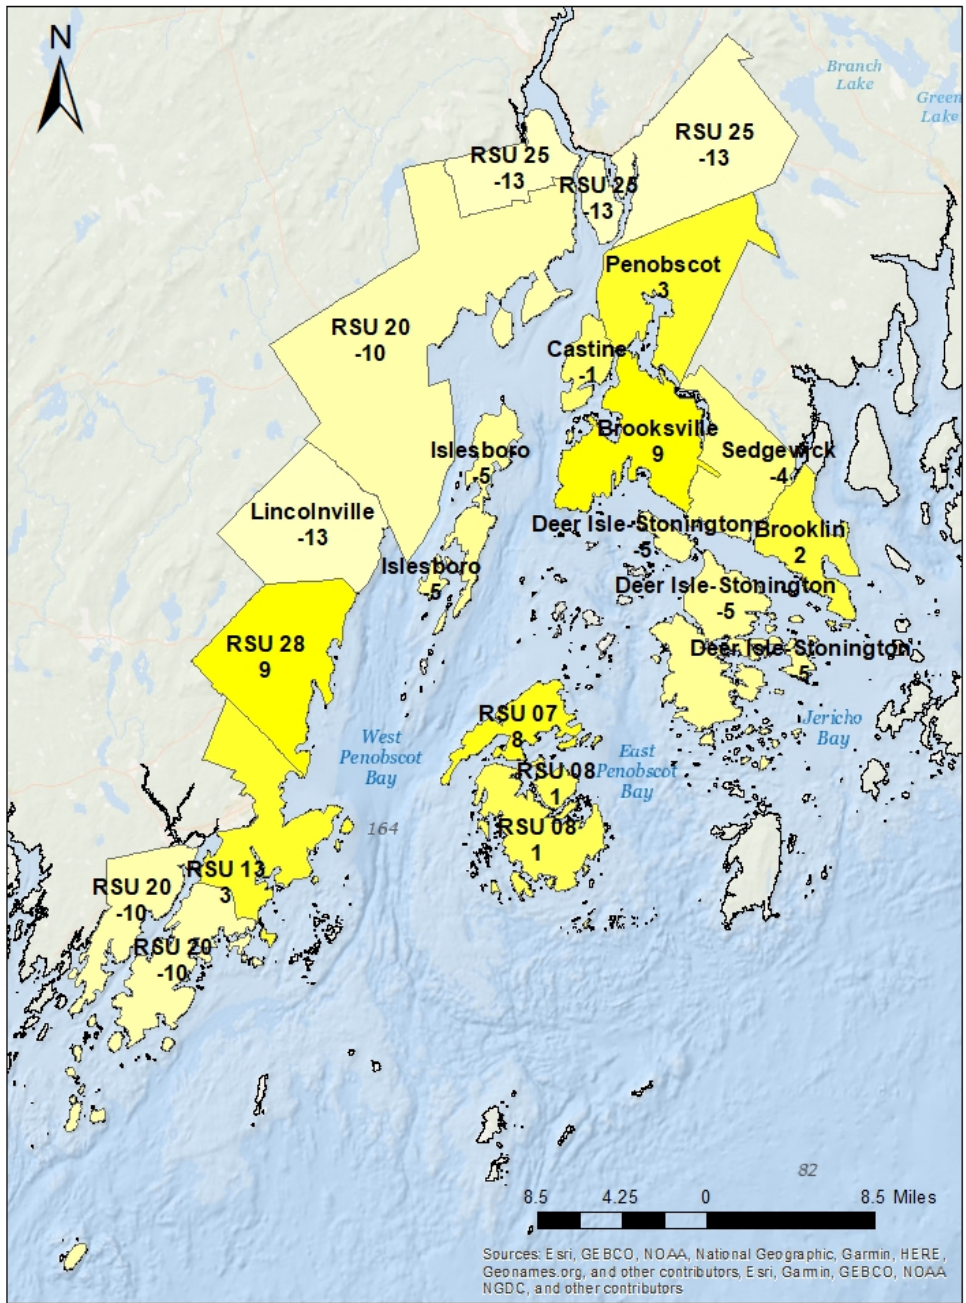 N
Branch
Lake
Green
Lake
RSU 25
-13
RSU 25
-13
RSU 25
-13
Penobscot
3
RSU 20
-10
Castine
-1
Brooksville
9
Islesboro
-5
Sedgewick
-4
Lincolnville
-13
Deer Isle-Stonington
-5
Brooklin
2
Islesboro
-5
Deer Isle-Stonington
-5
RSU 28
9
Deer Isle-Stonington
-5
RSU 07
8
Jericho
Bay
West
Penobscot
Bay
East
Penobscot
Bay
RSU 08
1
164
RSU 08
1
RSU 13
3
RSU 20
-10
RSU 20
-10
82
8.5 4.25 0 8.5 Miles
Sources: Esri, GEBCO, NOAA, National Geographic, Garmin, HERE,
Geonames.org, and other contributors, Esri, Garmin, GEBCO, NOAA
NGDC, and other contributors